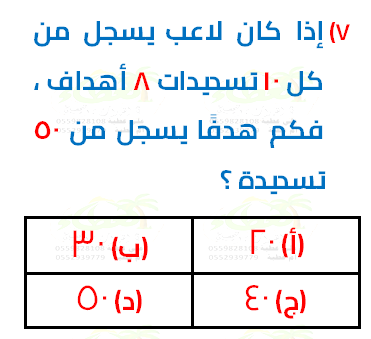 ٧) إذا كان لاعب يسجل من
كل ١٠ تسديدات ٨ أهداف ،
فكم هدفًا يسجل من ٥٠
تسديدة ؟
(أ) ٢٠ (ب) ٣٠
(ج) ٤٠ (د) ٥٠